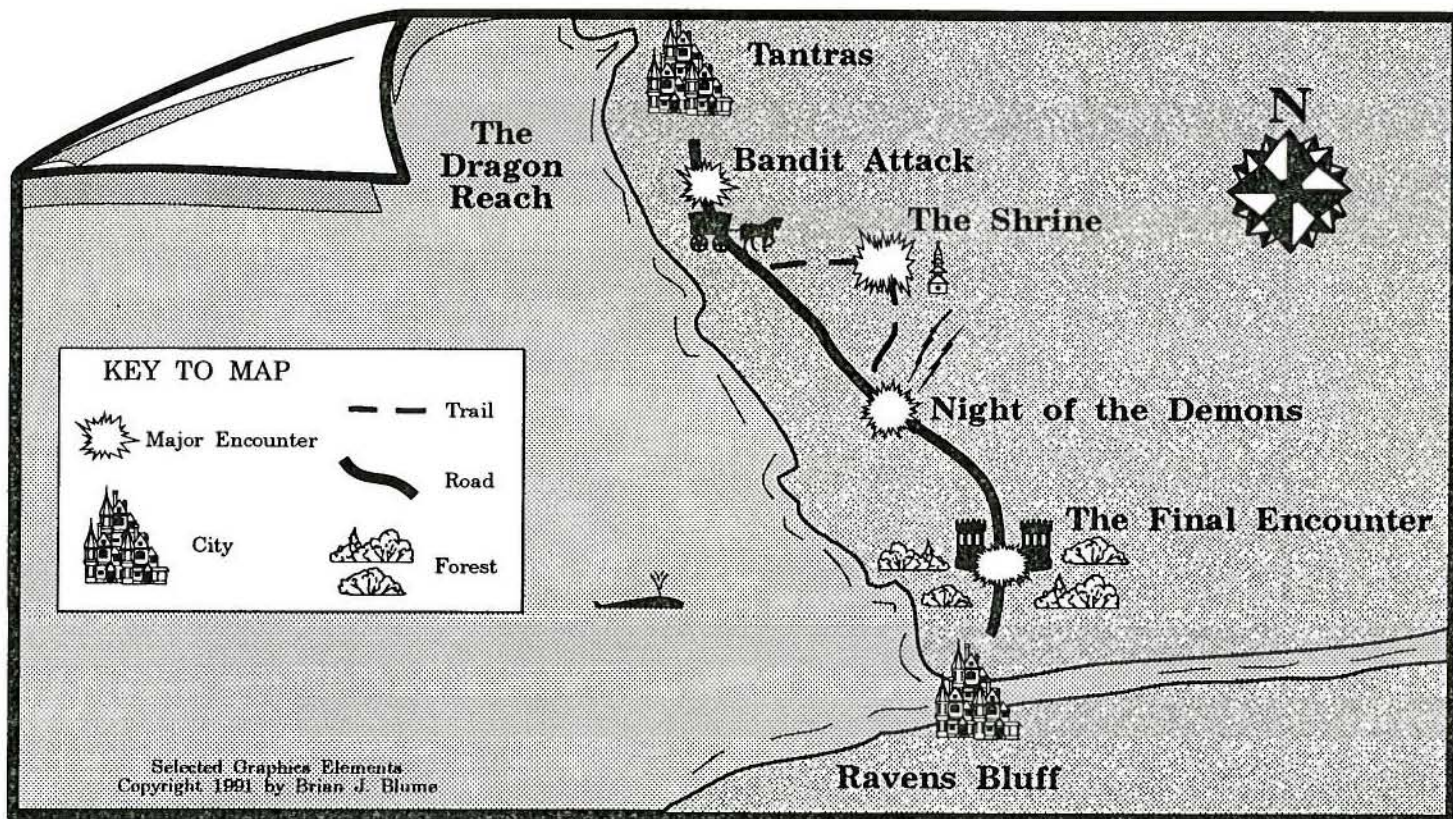 Tantras
The
Dragon
Reach
N
Bandit Attack
The Shrine
KEY TO MAP
Major Encounter
Trail
Road
City
Forest
Night of the Demons
The Final Encounter
Ravens Bluff
Selected Graphics Elements
Copyright 1991 by Brian J. Blume